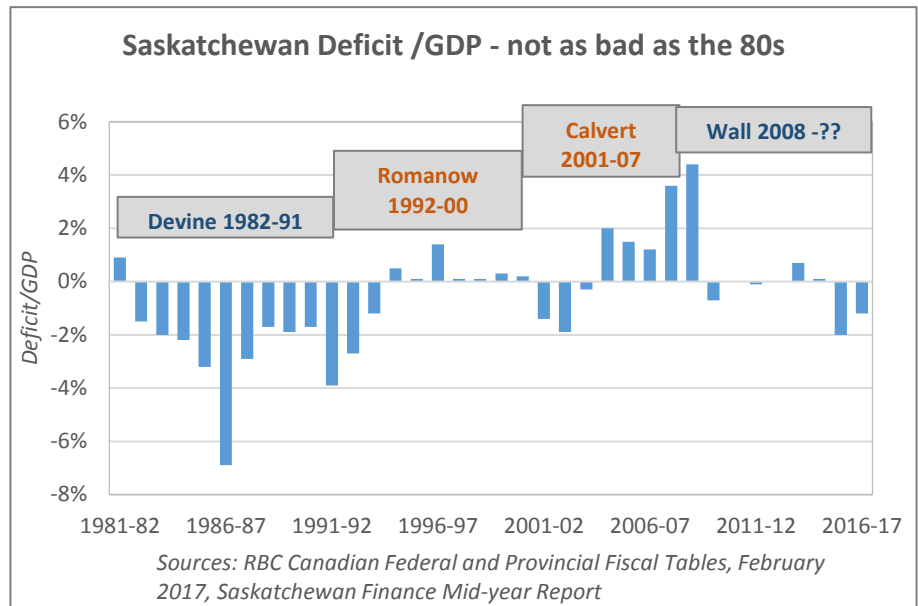 Saskatchewan Deficit /GDP - not as bad as the 80s
6%
4%
2%
0%
-2%
-4%
-6%
-8%
Deficit/GDP
Devine 1982-91
Romanow
1992-00
Calvert
2001-07
Wall 2008 -??
1981-82 1986-87 1991-92 1996-97 2001-02 2006-07 2011-12 2016-17
Sources: RBC Canadian Federal and Provincial Fiscal Tables, February
2017, Saskatchewan Finance Mid-year Report